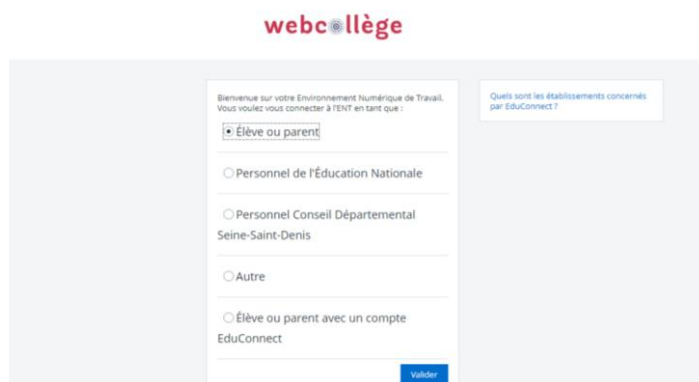 webcollège
Bienvenue sur votre Environnement Numérique de Travail.
Vous voulez vous connecter à l'ENT en tant que :
Élève ou parent
Personnel de l'Éducation Nationale
Personnel Conseil Départemental
Seine-Saint-Denis
Autre
Élève ou parent avec un compte
EduConnect
Valider
Quels sont les établissements concernés
par EduConnect ?